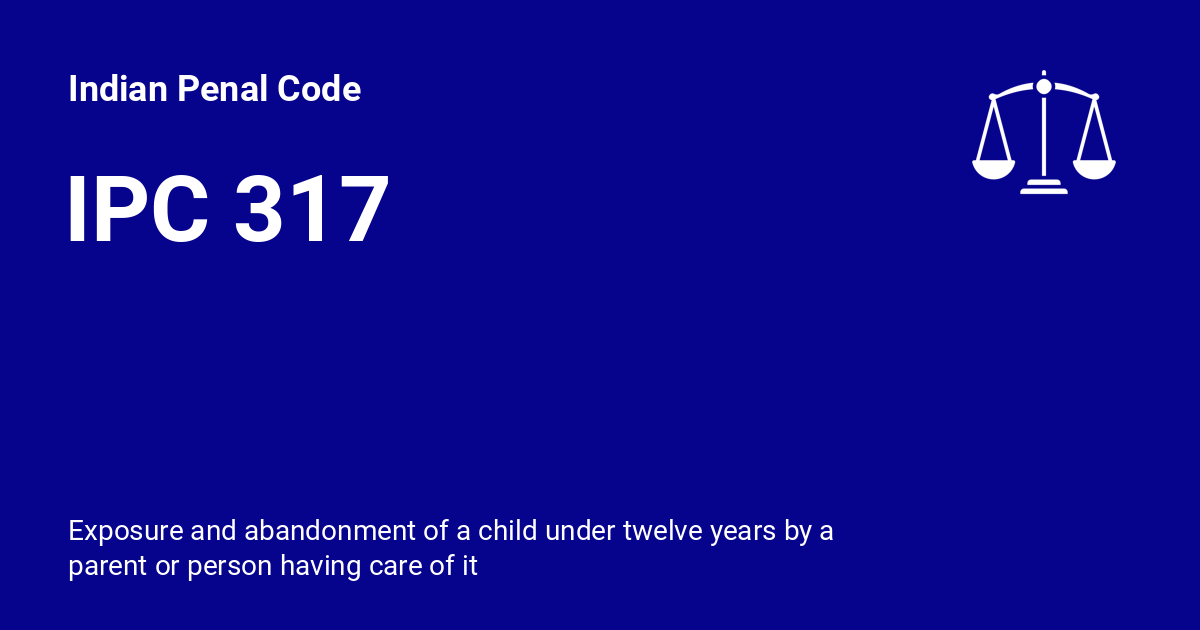 Indian Penal Code
IPC 317
Exposure and abandonment of a child under twelve years by a
parent or person having care of it